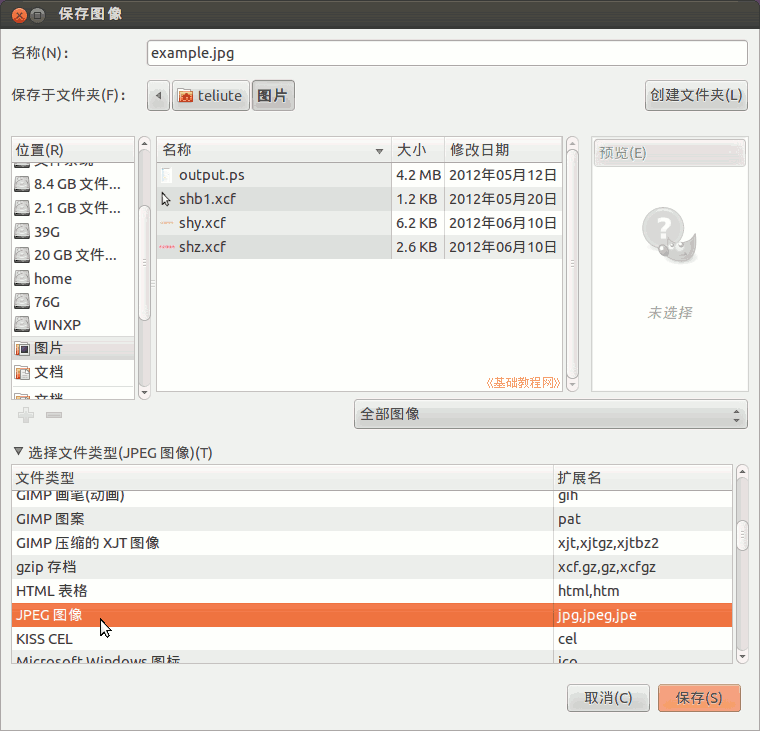 保存图像
名称(N)：
example.jpg
保存于文件夹(F)：
teliute
图片
创建文件夹(L)
位置(R)
8.4 GB 文件...
2.1 GB 文件...
39G
20 GB 文件...
home
76G
WINXP
图片
文档
名称 大小 修改日期
output.ps 4.2 MB 2012年05月12日
shb1.xcf 1.2 KB 2012年05月20日
shy.xcf 6.2 KB 2012年06月10日
shz.xcf 2.6 KB 2012年06月10日
《基础教程网》
预览(E)
未选择
全部图像
选择文件类型(JPEG 图像)(T)
文件类型 扩展名
GIMP 画笔(动画) gih
GIMP 图案 pat
GIMP 压缩的 XJT 图像 xjt,xjtgz,xjtbz2
gzip 存档 xcf.gz,gz,xcfgz
HTML 表格 html,htm
JPEG 图像 jpg,jpeg,jpe
KISS CEL cel
Microsoft Windows 图标 ico
取消(C)
保存(S)